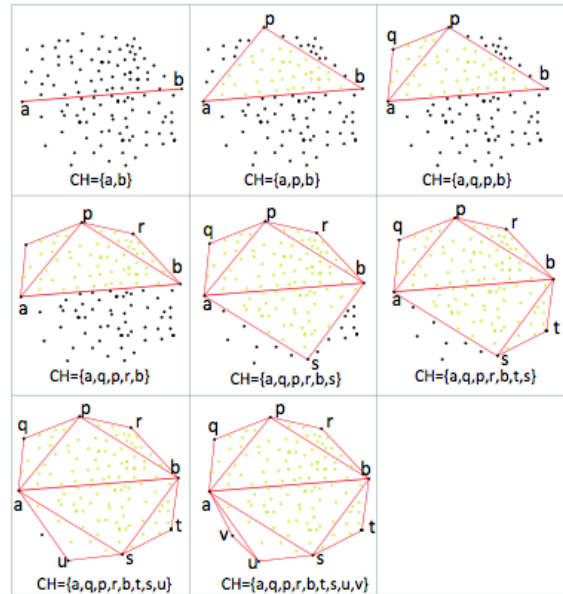 a
b
CH={a,b}
p
a
b
CH={a,p,b}
q
p
b
a
CH={a,q,p,b}
p
r
b
a
CH={a,q,p,r,b}
q
p
r
b
a
s
CH={a,q,p,r,b,s}
q
p
r
b
a
t
s
CH={a,q,p,r,b,t,s}
q
p
r
b
a
t
s
u
CH={a,q,p,r,b,t,s,u}
q
p
r
b
a
t
v
s
u
CH={a,q,p,r,b,t,s,u,v}